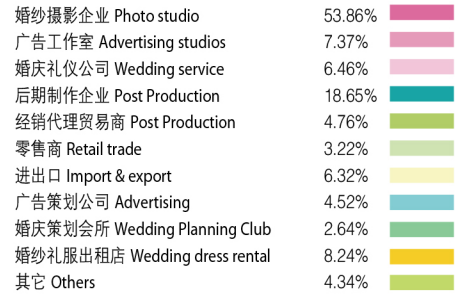 婚纱摄影企业 Photo studio 53.86%
广告工作室 Advertising studios 7.37%
婚庆礼仪公司 Wedding service 6.46%
后期制作企业 Post Production 18.65%
经销代理贸易商 Post Production 4.76%
零售商 Retail trade 3.22%
进出口 Import & export 6.32%
广告策划公司 Advertising 4.52%
婚庆策划会所 Wedding Planning Club 2.64%
婚纱礼服出租店 Wedding dress rental 8.24%
其它 Others 4.34%